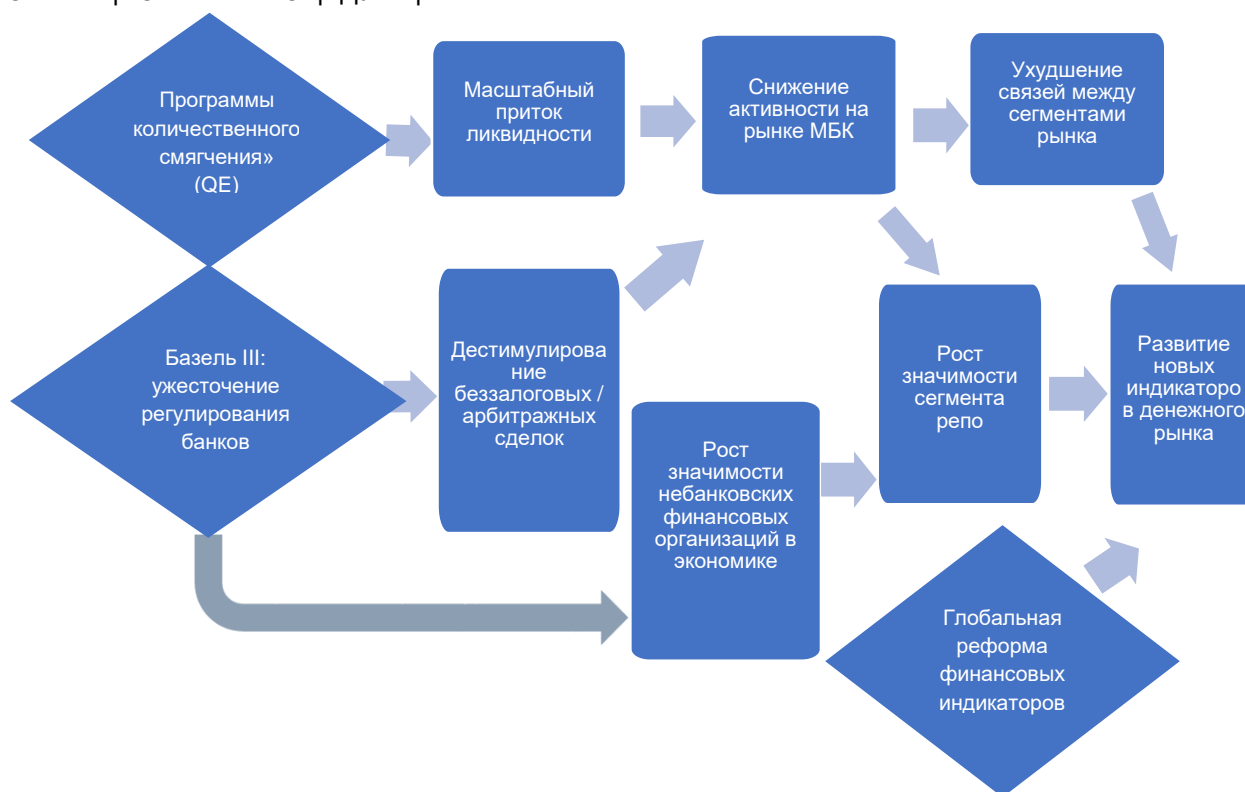 Программы
количественного
смягчения»
(QE)
Масштабный
приток
ликвидности
Снижение
активности на
рынке МБК
Ухудшение
связей между
сегментами
рынка
Базель III:
ужесточение
регулирования
банков
Дестимулирова
ние
беззалоговых /
арбитражных
сделок
Рост
значимости
небанковских
финансовых
организаций в
экономике
Рост
значимости
сегмента
репо
Развитие
новых
индикаторо
в денежного
рынка
Глобальная
реформа
финансовых
индикаторов